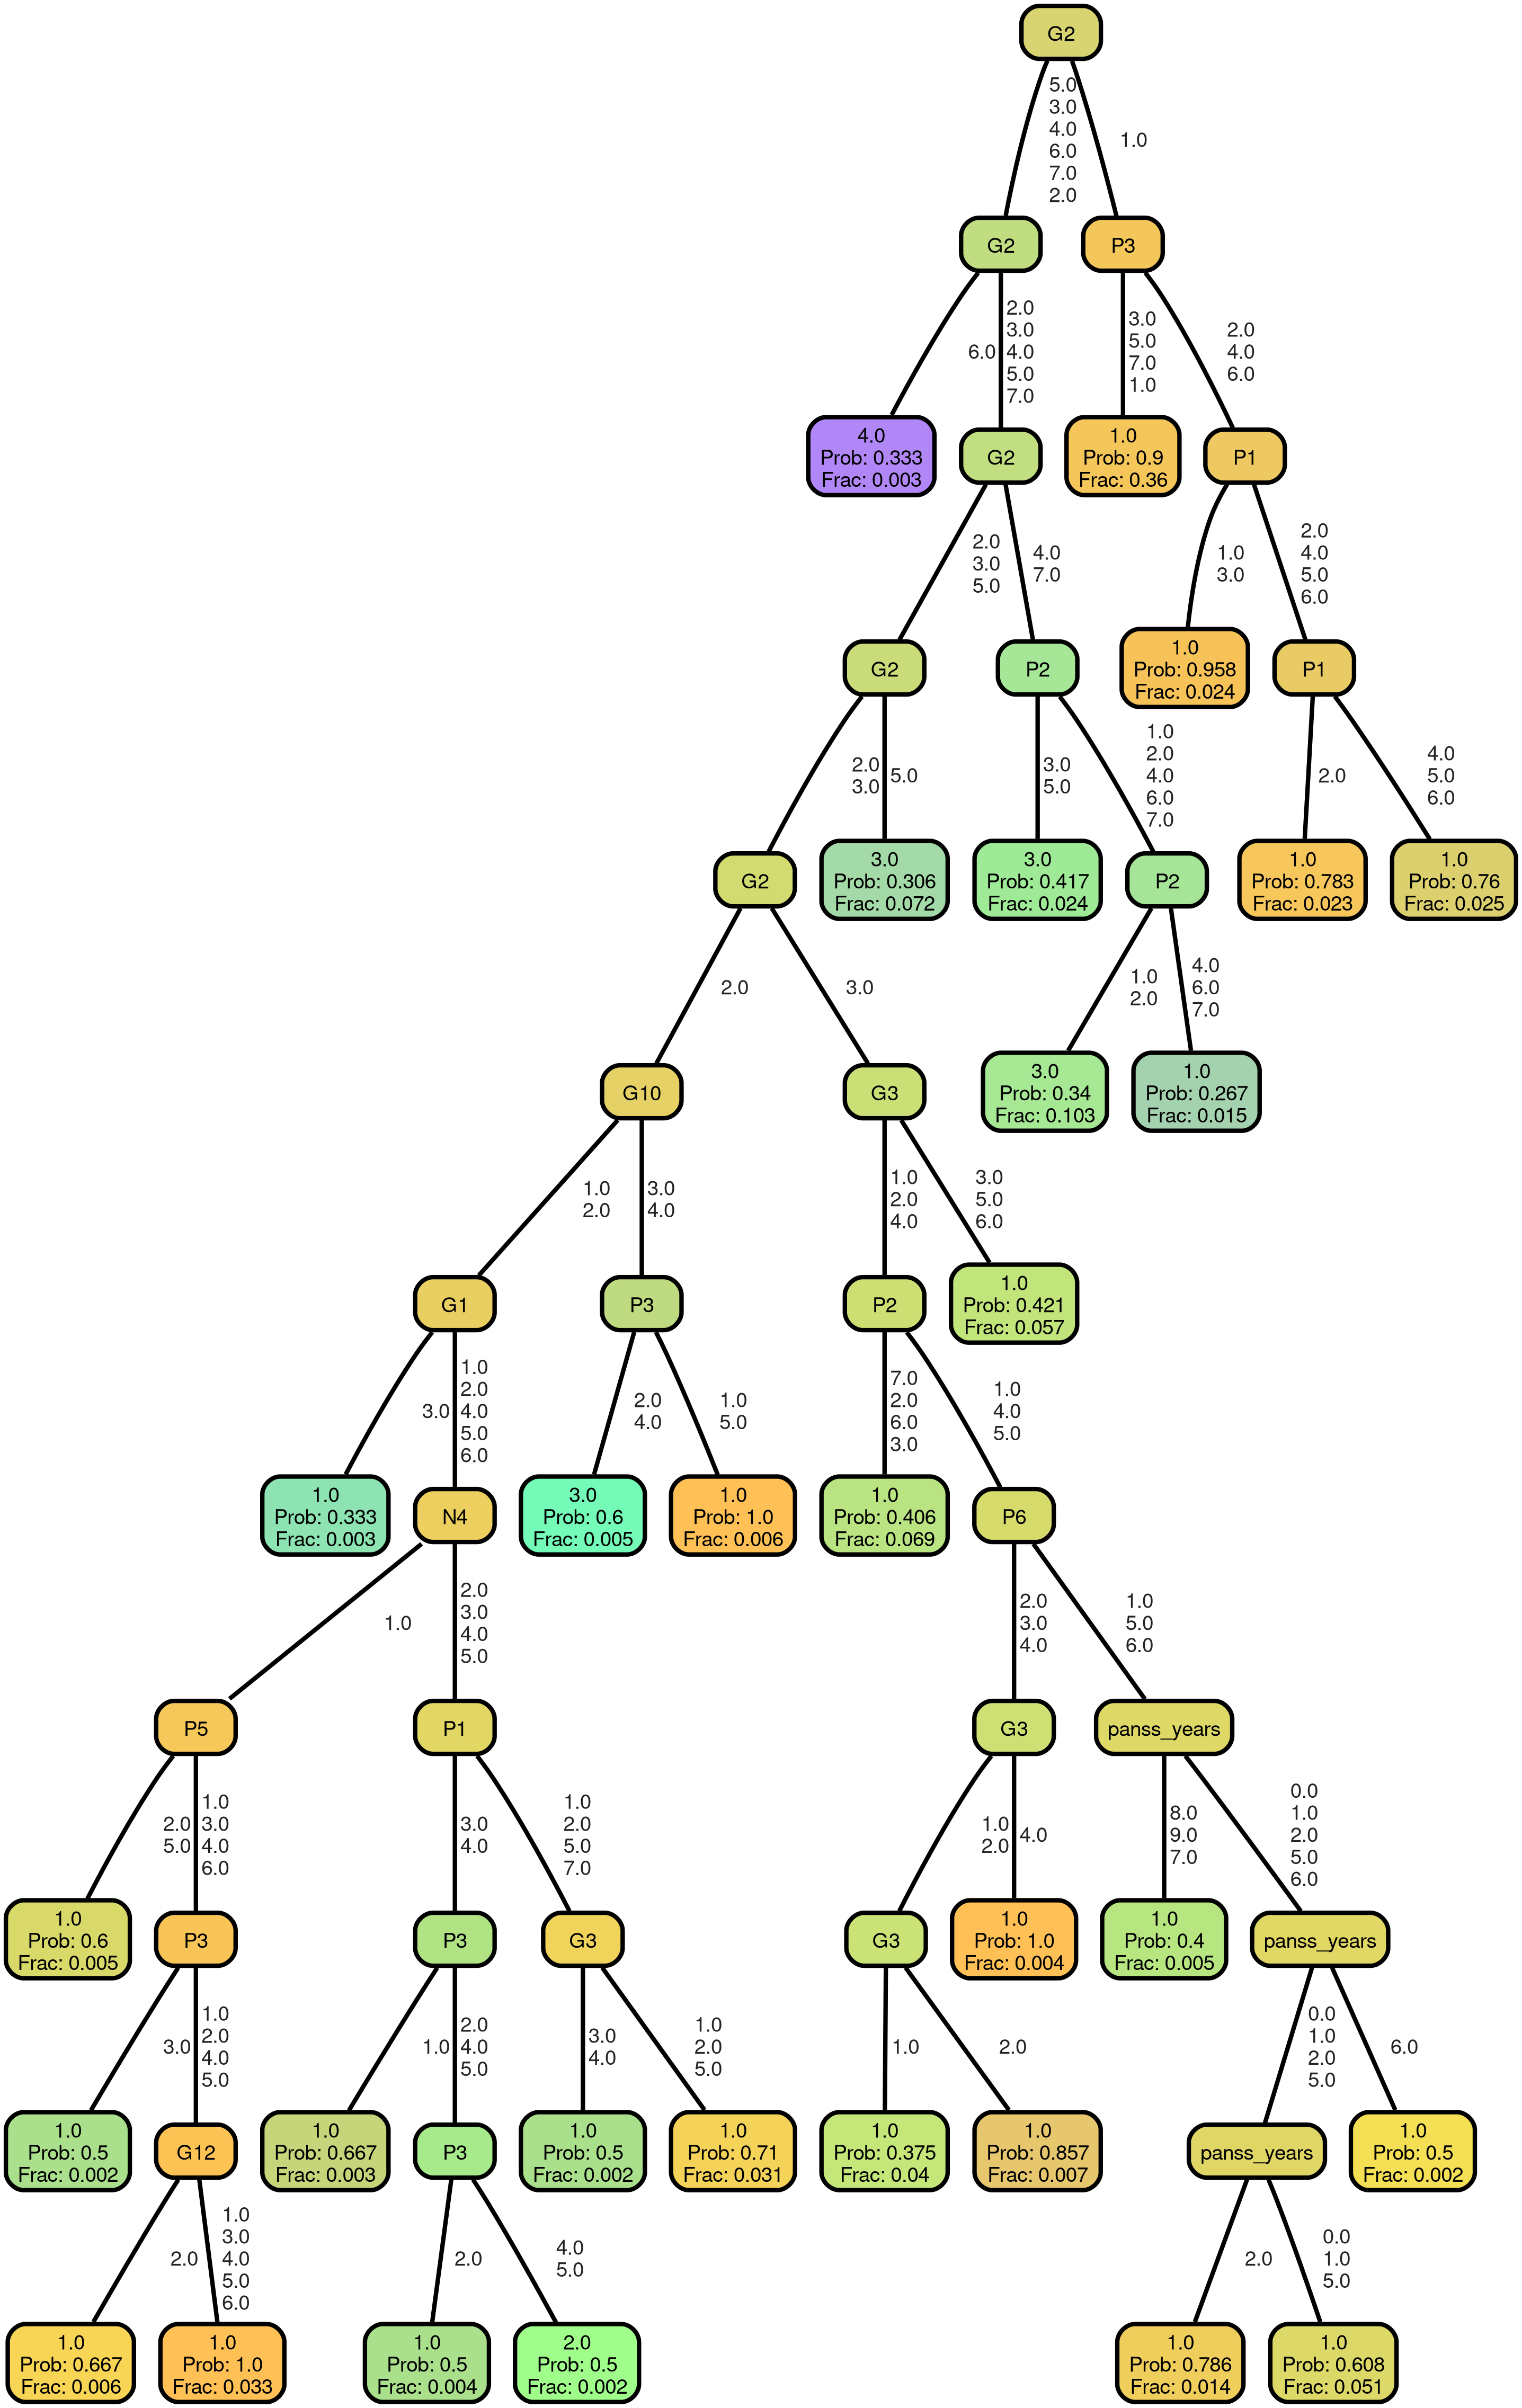 G2
5.0
3.0
4.0
6.0
7.0
2.0
1.0
G2
P3
6.0
2.0
3.0
4.0
5.0
7.0
3.0
5.0
7.0
1.0
2.0
4.0
6.0
4.0
Prob: 0.333
Frac: 0.003
G2
1.0
Prob: 0.9
Frac: 0.36
P1
2.0
3.0
5.0
4.0
7.0
1.0
3.0
2.0
4.0
5.0
6.0
G2
P2
1.0
Prob: 0.958
Frac: 0.024
P1
2.0
3.0
5.0
3.0
5.0
1.0
2.0
4.0
6.0
7.0
2.0
4.0
5.0
6.0
G2
3.0
Prob: 0.306
Frac: 0.072
3.0
Prob: 0.417
Frac: 0.024
P2
1.0
Prob: 0.783
Frac: 0.023
1.0
Prob: 0.76
Frac: 0.025
2.0
3.0
1.0
2.0
4.0
6.0
7.0
G10
G3
3.0
Prob: 0.34
Frac: 0.103
1.0
Prob: 0.267
Frac: 0.015
1.0
2.0
3.0
4.0
1.0
2.0
4.0
3.0
5.0
6.0
G1
P3
P2
1.0
Prob: 0.421
Frac: 0.057
3.0
1.0
2.0
4.0
5.0
6.0
2.0
4.0
1.0
5.0
7.0
2.0
6.0
3.0
1.0
4.0
5.0
1.0
Prob: 0.333
Frac: 0.003
N4
3.0
Prob: 0.6
Frac: 0.005
1.0
Prob: 1.0
Frac: 0.006
1.0
Prob: 0.406
Frac: 0.069
P6
1.0
2.0
3.0
4.0
5.0
2.0
3.0
4.0
1.0
5.0
6.0
P5
P1
G3
panss_years
2.0
5.0
1.0
3.0
4.0
6.0
3.0
4.0
1.0
2.0
5.0
7.0
1.0
2.0
4.0
8.0
9.0
7.0
0.0
1.0
2.0
5.0
6.0
1.0
Prob: 0.6
Frac: 0.005
P3
P3
G3
G3
1.0
Prob: 1.0
Frac: 0.004
1.0
Prob: 0.4
Frac: 0.005
panss_years
3.0
1.0
2.0
4.0
5.0
1.0
2.0
4.0
5.0
3.0
4.0
1.0
2.0
5.0
1.0
2.0
0.0
1.0
2.0
5.0
6.0
1.0
Prob: 0.5
Frac: 0.002
G12
1.0
Prob: 0.667
Frac: 0.003
P3
1.0
Prob: 0.5
Frac: 0.002
1.0
Prob: 0.71
Frac: 0.031
1.0
Prob: 0.375
Frac: 0.04
1.0
Prob: 0.857
Frac: 0.007
panss_years
1.0
Prob: 0.5
Frac: 0.002
2.0
1.0
3.0
4.0
5.0
6.0
2.0
4.0
5.0
2.0
0.0
1.0
5.0
1.0
Prob: 0.667
Frac: 0.006
1.0
Prob: 1.0
Frac: 0.033
1.0
Prob: 0.5
Frac: 0.004
2.0
Prob: 0.5
Frac: 0.002
1.0
Prob: 0.786
Frac: 0.014
1.0
Prob: 0.608
Frac: 0.051